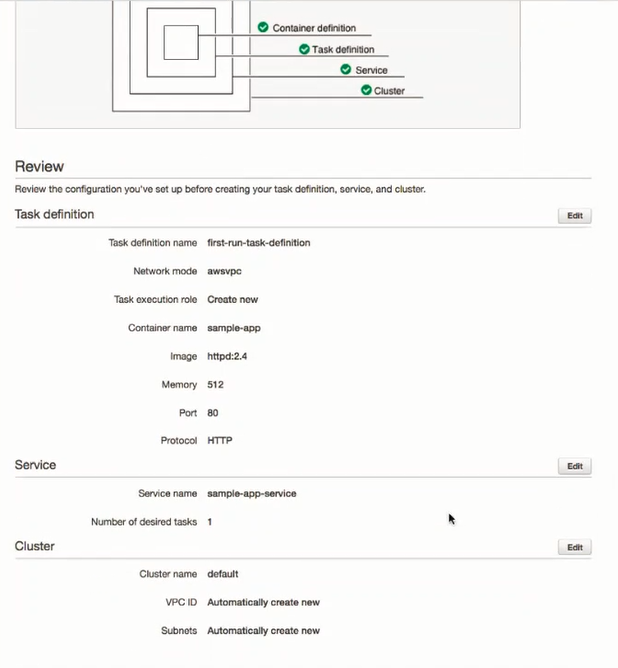 Container definition
Task definition
Service
Cluster
Review
Review the configuration you've set up before creating your task definition, service, and cluster.
Task definition Edit
Task definition name first-run-task-definition
Network mode awsvpc
Task execution role Create new
Container name sample-app
Image httpd:2.4
Memory 512
Port 80
Protocol HTTP
Service Edit
Service name sample-app-service
Number of desired tasks 1
Cluster Edit
Cluster name default
VPC ID Automatically create new
Subnets Automatically create new